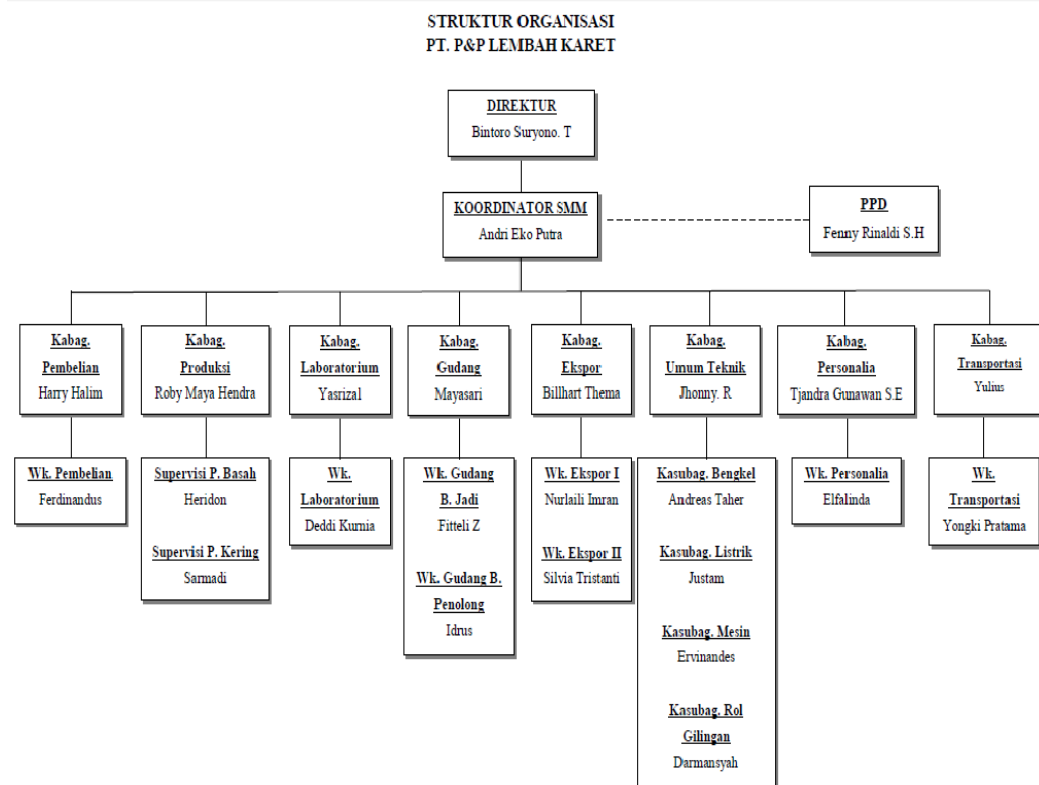 STRUKTUR ORGANISASI
PT. P&P LEMBAH KARET
DIREKTUR
Bintoro Suryono. T
KOORDINATOR SMM
Andri Eko Putra
PPD
Fenny Rinaldi S.H
Kabag.
Pembelian
Harry Halim
Kabag.
Produksi
Roby Maya Hendra
Kabag.
Laboratorium
Yasrizal
Kabag.
Gudang
Mayasari
Kabag.
Ekspor
Billhart Thema
Kabag.
Umum Teknik
Jhonny. R
Kabag.
Personalia
Tjandra Gunawan S.E
Kabag.
Transportasi
Yulius
Wk. Pembelian
Ferdinandus
Supervisi P. Basah
Heridon
Supervisi P. Kering
Sarmadi
Wk.
Laboratorium
Deddi Kurnia
Wk. Gudang
B. Jadi
Fitteli Z
Wk. Gudang B.
Penolong
Idrus
Wk. Ekspor I
Nurlaili Imran
Wk. Ekspor II
Silvia Tristanti
Kasubag. Bengkel
Andreas Taher
Kasubag. Listrik
Justam
Kasubag. Mesin
Ervinandes
Kasubag. Rol
Gilingan
Darmansyah
Wk. Personalia
Elfalinda
Wk.
Transportasi
Yongki Pratama